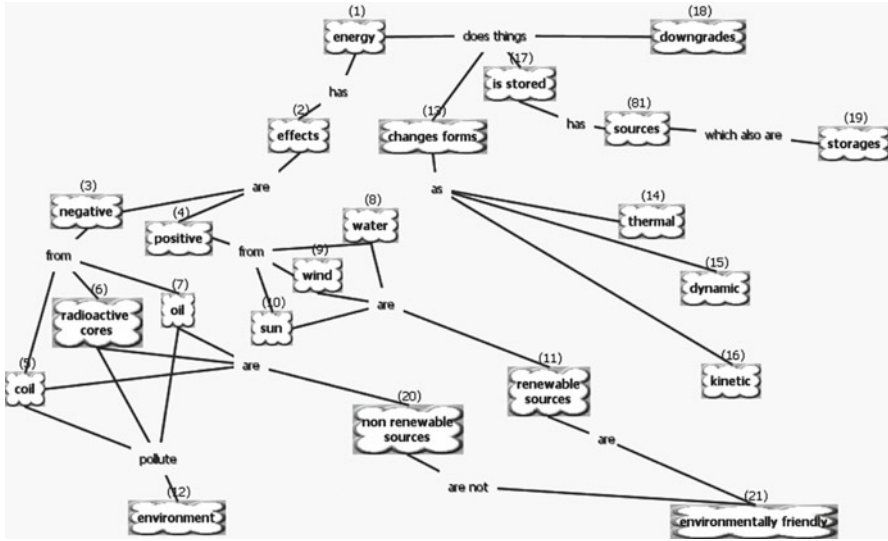 (1)
energy
does things
(18)
downgrades
(17)
is stored
has
(2)
effects
(13)
changes forms
has
(81)
sources
which also are
(19)
storages
are
as
(3)
negative
(4)
positive
(8)
water
(14)
thermal
from
from
(9)
wind
(15)
dynamic
(6)
radioactive
cores
(7)
oil
(10)
sun
are
(5)
coil
are
(11)
renewable
sources
(16)
kinetic
(20)
non renewable
sources
are
pollute
are not
(12)
environment
(21)
environmentally friendly